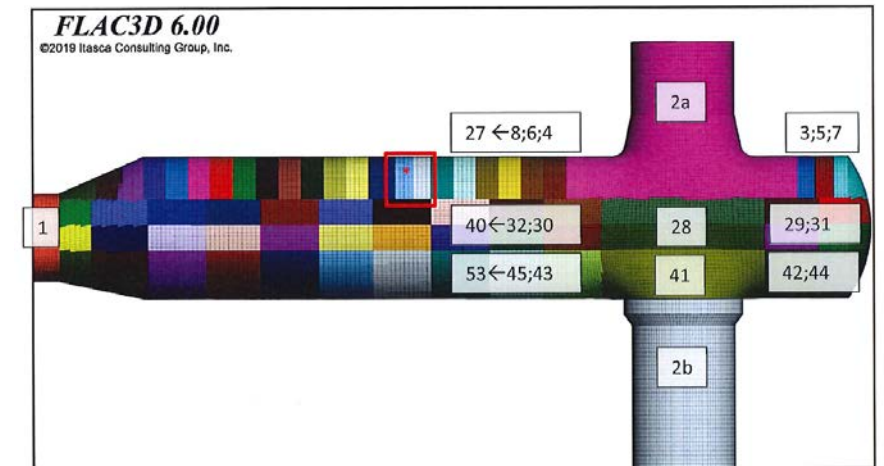 FLAC3D 6.00
©2019 Itasca Consulting Group, Inc.
2a
27 ←8;6;4
3;5;7
1
40←32;30
28
29;31
53←45;43
41
42;44
2b